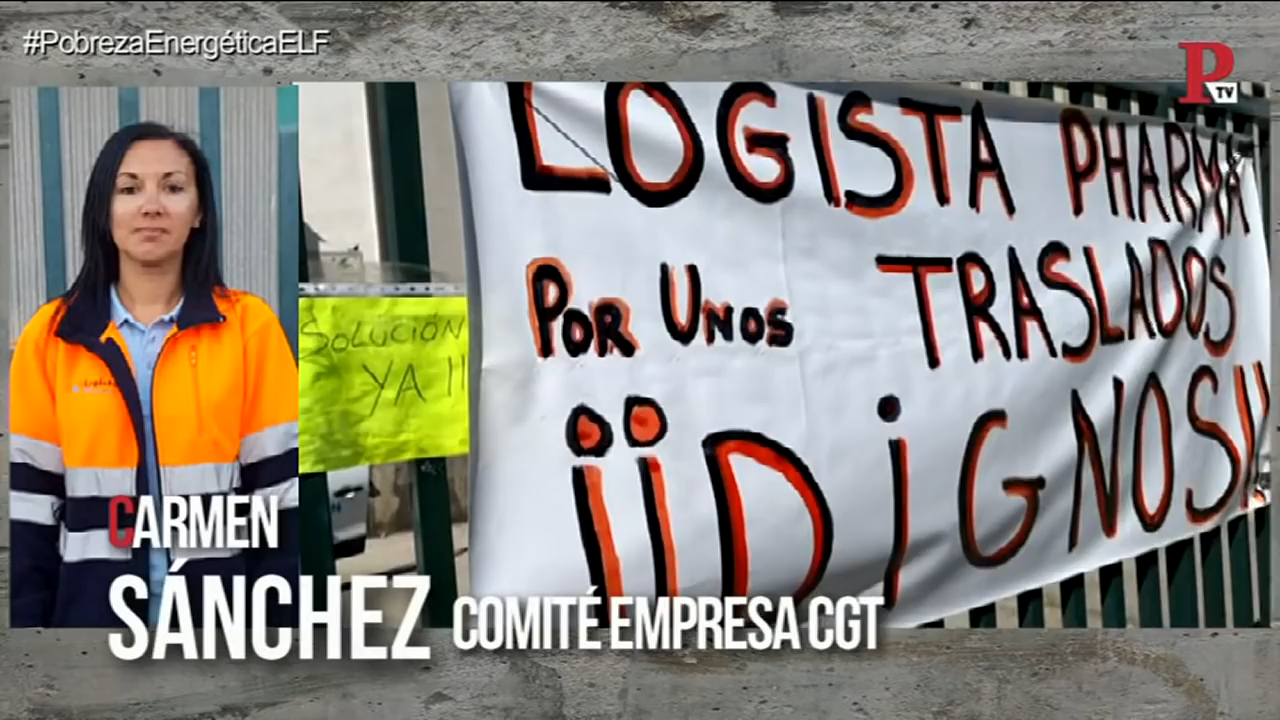 #PobrezaEnergéticaELF
P
TV
LOGISTA PHARMA
POR UNOS TRASLADOS
¡¡DiGNOS!!
SOLUCIÓN
YA !!
CARMEN
SÁNCHEZ COMITÉ EMPRESA CGT